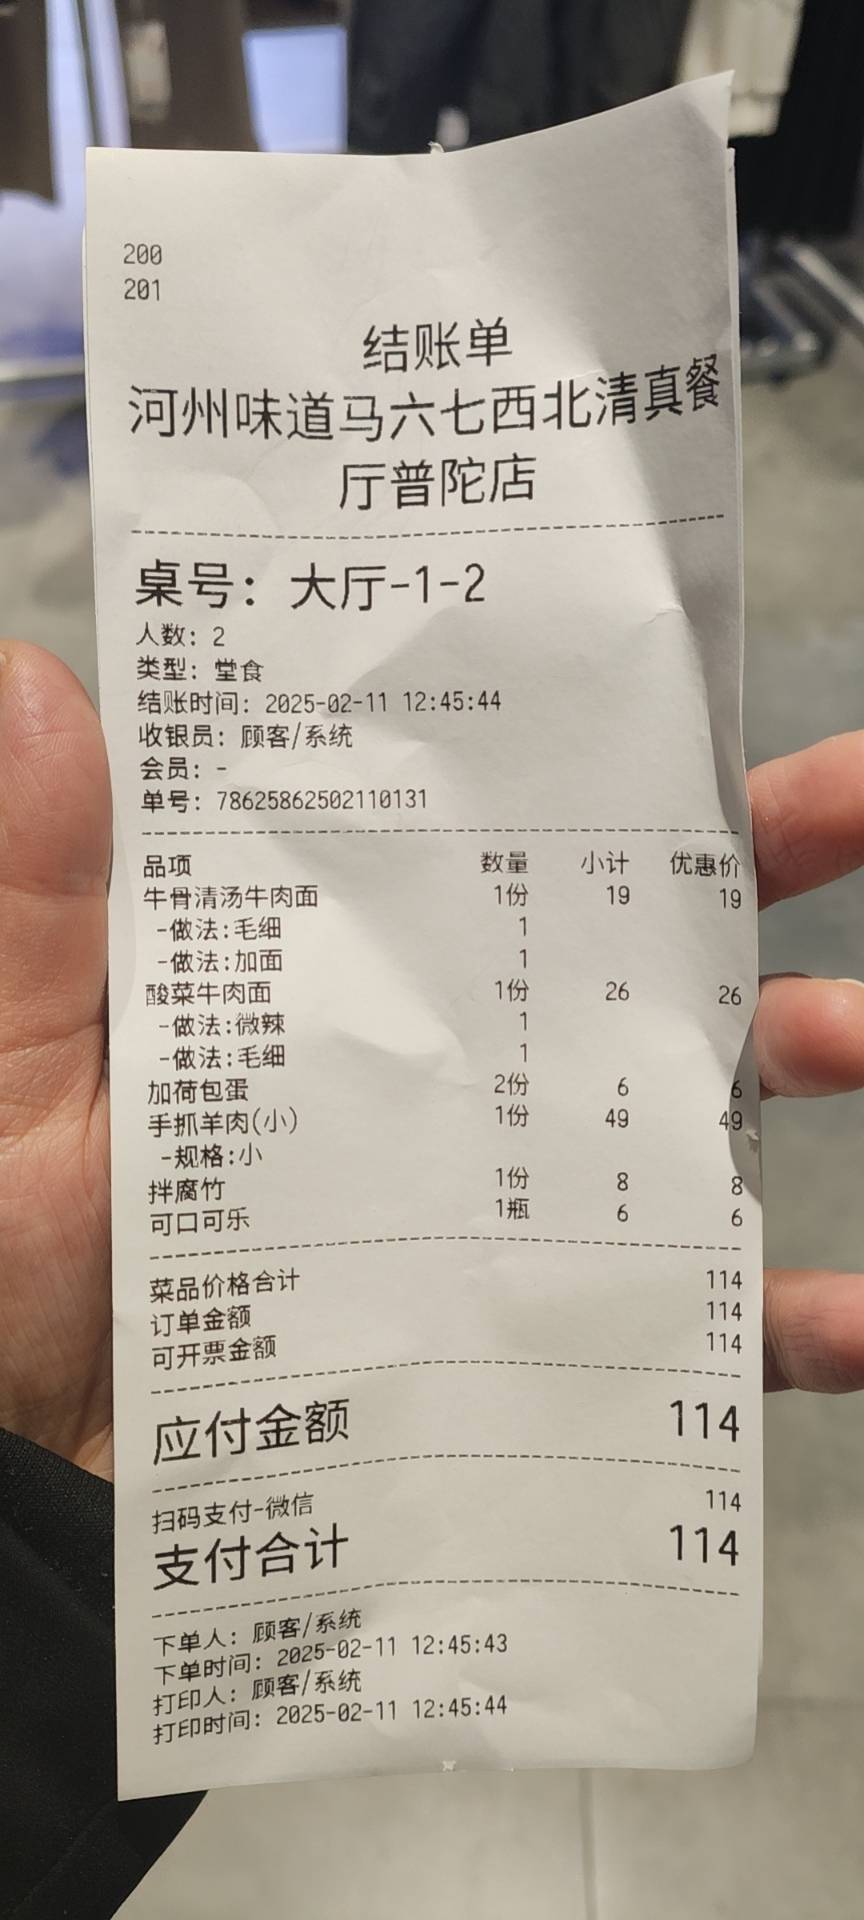 200
201
结账单
河州味道马六七西北清真餐
厅普陀店
桌号：大厅-1-2
人数：2
类型：堂食
结账时间：2025-02-11 12:45:44
收银员：顾客/系统
会员：-
单号：78625862502110131
品项 数量 小计 优惠价
牛骨清汤牛肉面 1份 19 19
-做法:毛细 1
-做法:加面 1
酸菜牛肉面 1份 26 26
-做法:微辣 1
-做法:毛细 1
加荷包蛋 2份 6 6
手抓羊肉(小) 1份 49 49
-规格:小
拌腐竹 1份 8 8
可口可乐 1瓶 6 6
菜品价格合计 114
订单金额 114
可开票金额 114
应付金额 114
扫码支付-微信 114
支付合计 114
下单人：顾客/系统
下单时间：2025-02-11 12:45:43
打印人：顾客/系统
打印时间：2025-02-11 12:45:44